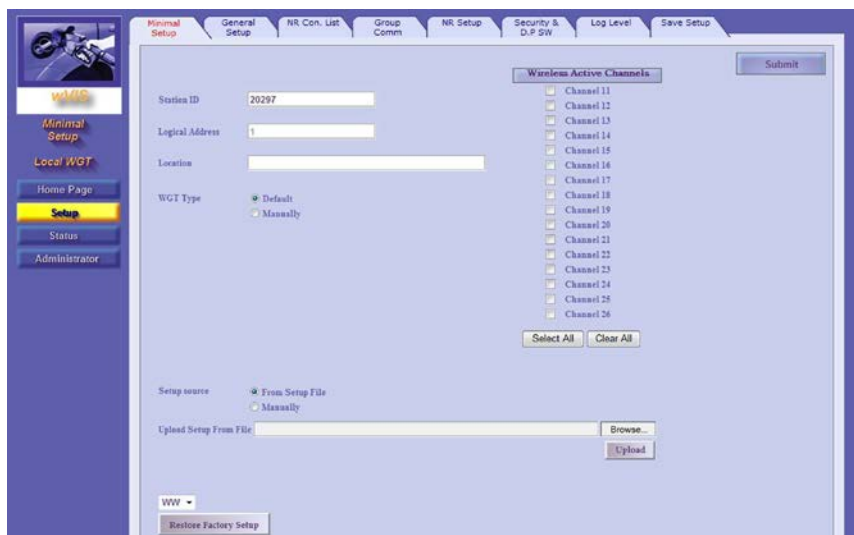 Minimal Setup
General Setup
NR Con. List
Group Comm
NR Setup
Security & D.P SW
Log Level
Save Setup
wVIS
Minimal
Setup
Local WGT
Home Page
Setup
Status
Administrator
Submit
Station ID
20297
Logical Address
1
Location
WGT Type
Default
Manually
Wireless Active Channels
Channel 11
Channel 12
Channel 13
Channel 14
Channel 15
Channel 16
Channel 17
Channel 18
Channel 19
Channel 20
Channel 21
Channel 22
Channel 23
Channel 24
Channel 25
Channel 26
Select All
Clear All
Setup source
From Setup File
Manually
Upload Setup From File
Browse...
Upload
WW
Restore Factory Setup